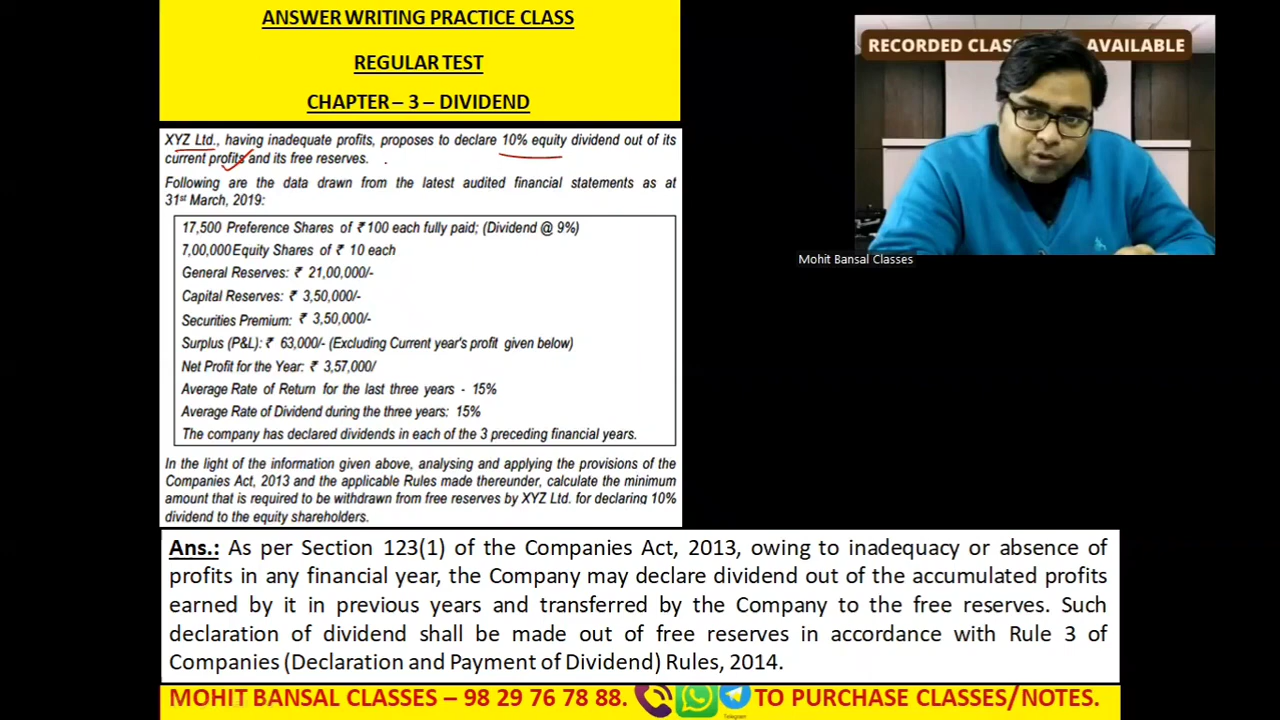 ANSWER WRITING PRACTICE CLASS
REGULAR TEST
CHAPTER – 3 – DIVIDEND
RECORDED CLASS AVAILABLE
Mohit Bansal Classes
XYZ Ltd., having inadequate profits, proposes to declare 10% equity dividend out of its
current profits and its free reserves.
Following are the data drawn from the latest audited financial statements as at
31st March, 2019:
17,500 Preference Shares of ₹ 100 each fully paid; (Dividend @ 9%)
7,00,000 Equity Shares of ₹ 10 each
General Reserves: ₹ 21,00,000/-
Capital Reserves: ₹ 3,50,000/-
Securities Premium: ₹ 3,50,000/-
Surplus (P&L): ₹ 63,000/- (Excluding Current year's profit given below)
Net Profit for the Year: ₹ 3,57,000/
Average Rate of Return for the last three years - 15%
Average Rate of Dividend during the three years: 15%
The company has declared dividends in each of the 3 preceding financial years.
In the light of the information given above, analysing and applying the provisions of the
Companies Act, 2013 and the applicable Rules made thereunder, calculate the minimum
amount that is required to be withdrawn from free reserves by XYZ Ltd. for declaring 10%
dividend to the equity shareholders.
Ans.: As per Section 123(1) of the Companies Act, 2013, owing to inadequacy or absence of
profits in any financial year, the Company may declare dividend out of the accumulated profits
earned by it in previous years and transferred by the Company to the free reserves. Such
declaration of dividend shall be made out of free reserves in accordance with Rule 3 of
Companies (Declaration and Payment of Dividend) Rules, 2014.
MOHIT BANSAL CLASSES – 98 29 76 78 88. TO PURCHASE CLASSES/NOTES.
Telegram